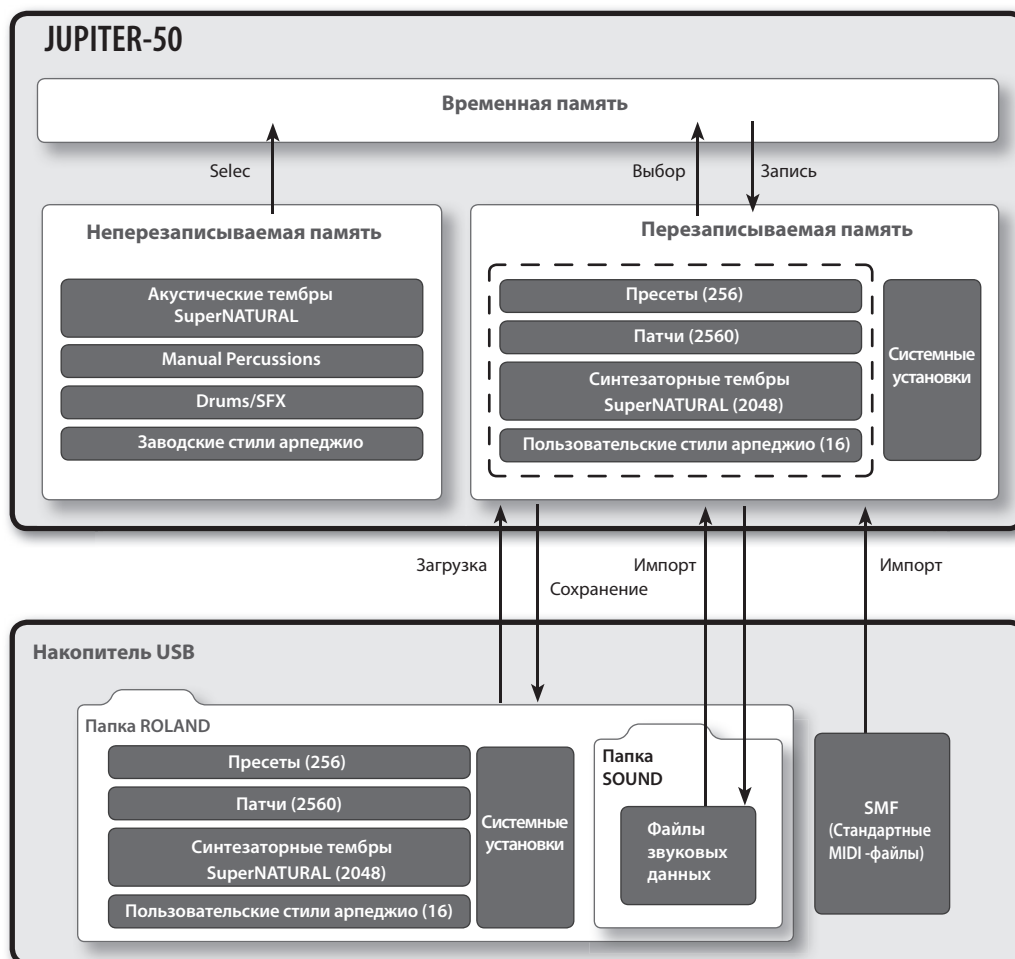 JUPITER-50
Временная память
Selec
Выбор
Запись
Неперезаписываемая память
Акустические тембры
SuperNATURAL
Manual Percussions
Drums/SFX
Заводские стили арпеджио
Перезаписываемая память
Пресеты (256)
Патчи (2560)
Синтезаторные тембры
SuperNATURAL (2048)
Пользовательские стили арпеджио (16)
Системные
установки
Загрузка
Сохранение
Импорт
Импорт
Накопитель USB
Папка ROLAND
Пресеты (256)
Патчи (2560)
Синтезаторные тембры
SuperNATURAL (2048)
Пользовательские стили арпеджио (16)
Системные
установки
Папка
SOUND
Файлы
звуковых
данных
SMF
(Стандартные
MIDI -файлы)